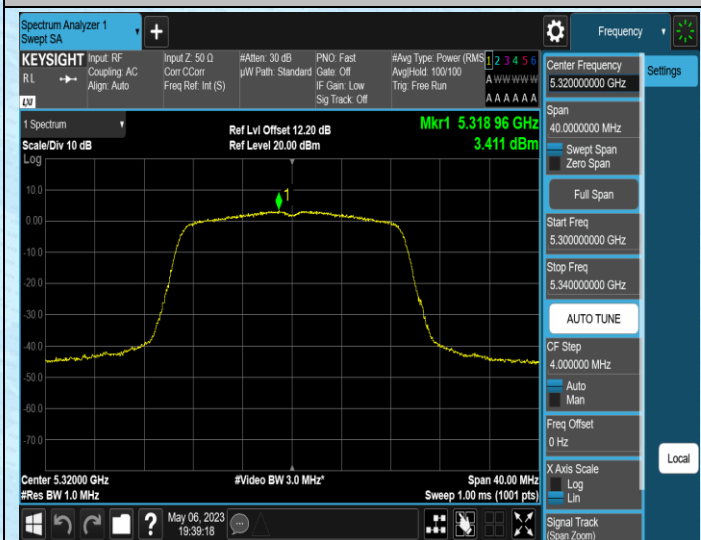 Spectrum Analyzer 1
Swept SA
+
Frequency
KEYSIGHT
RL
LXI
Input: RF
Coupling: AC
Align: Auto
Input Z: 50 Ω
Corr CCorr
Freq Ref: Int (S)
#Atten: 30 dB
µW Path: Standard
PNO: Fast
Gate: Off
IF Gain: Low
Sig Track: Off
#Avg Type: Power (RMS
Avg|Hold: 100/100
Trig: Free Run
1 2 3 4 5 6
A W W W W W
A A A A A A
1 Spectrum
Scale/Div 10 dB
Log
Ref Lvl Offset 12.20 dB
Ref Level 20.00 dBm
Mkr1 5.318 96 GHz
3.411 dBm
1
10.0
0.00
-10.0
-20.0
-30.0
-40.0
-50.0
-60.0
-70.0
Center 5.32000 GHz
#Res BW 1.0 MHz
#Video BW 3.0 MHz*
Span 40.00 MHz
Sweep 1.00 ms (1001 pts)
Center Frequency
5.320000000 GHz
Settings
Span
40.0000000 MHz
Swept Span
Zero Span
Full Span
Start Freq
5.300000000 GHz
Stop Freq
5.340000000 GHz
AUTO TUNE
CF Step
4.000000 MHz
Auto
Man
Freq Offset
0 Hz
X Axis Scale
Log
Lin
Signal Track
(Span Zoom)
Local
?
May 06, 2023
19:39:18